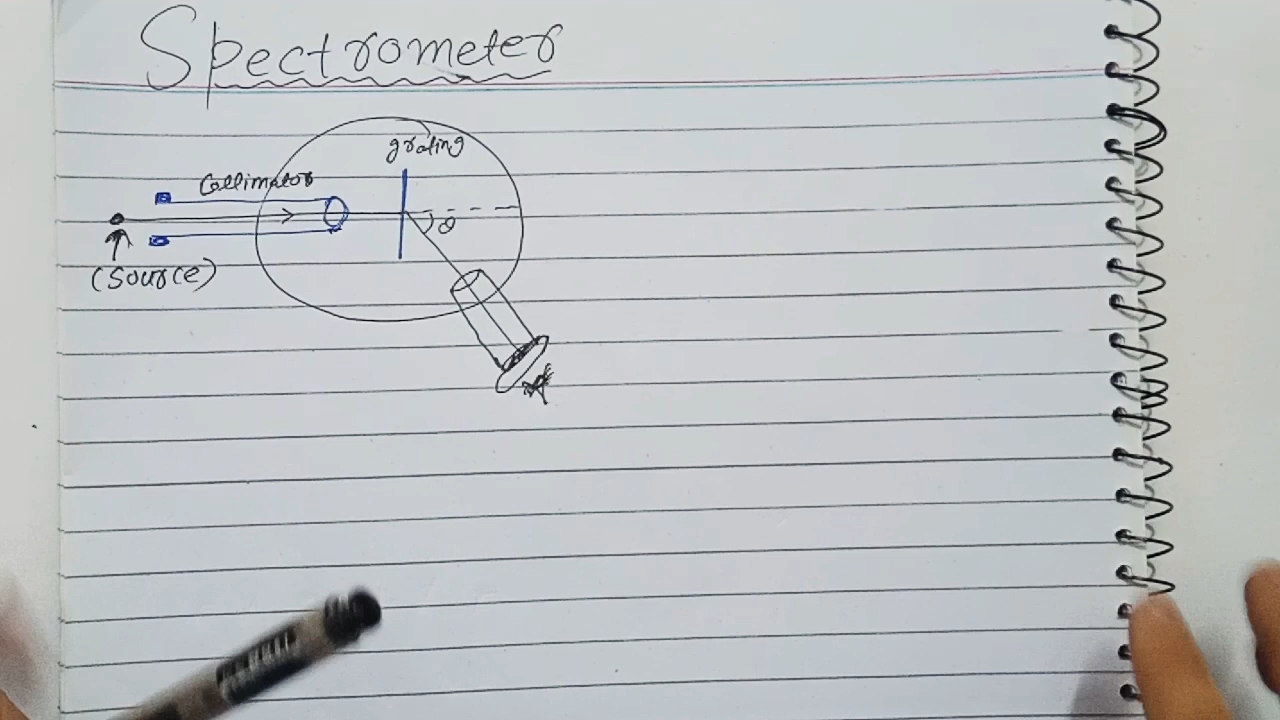 Spectrometer
grating
Collimator
θ
(Source)